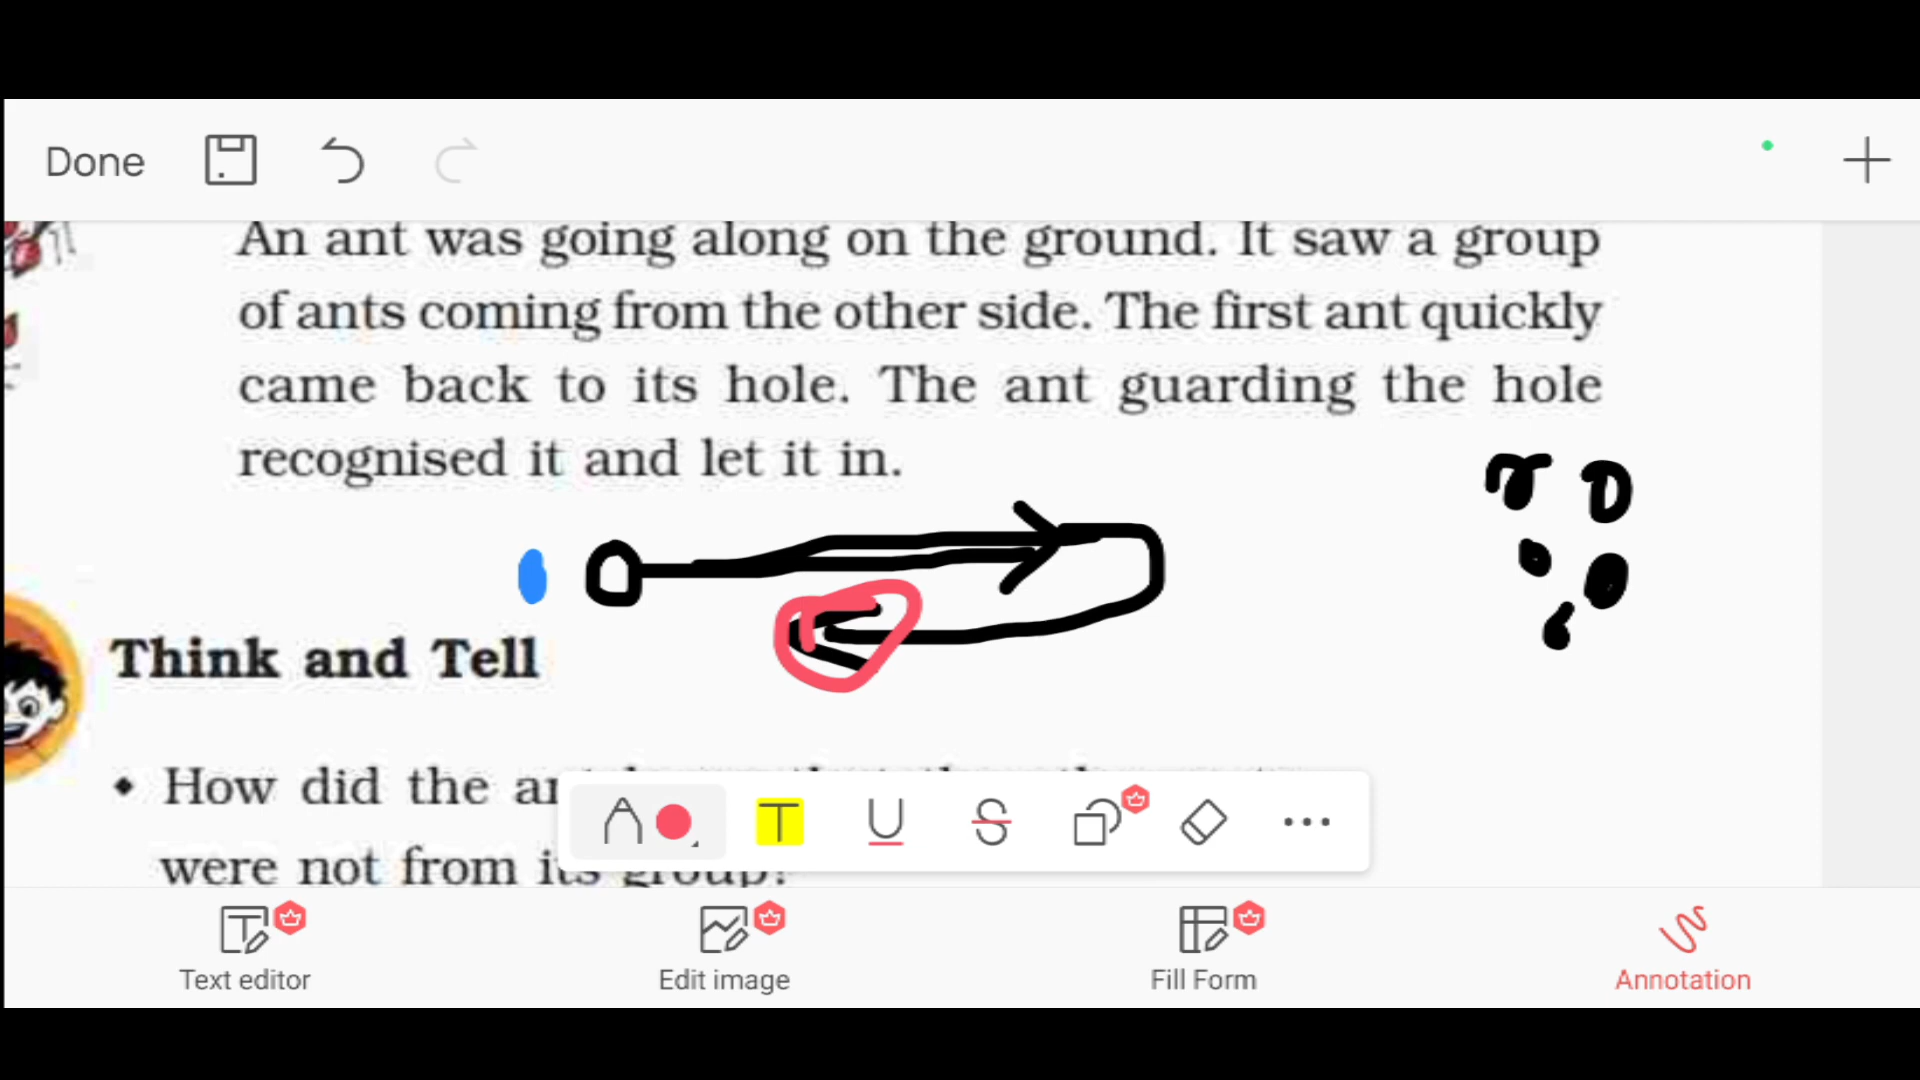 Done
An ant was going along on the ground. It saw a group
of ants coming from the other side. The first ant quickly
came back to its hole. The ant guarding the hole
recognised it and let it in.
Think and Tell
• How did the
were not from its group?
T U S
Text editor
Edit image
Fill Form
Annotation